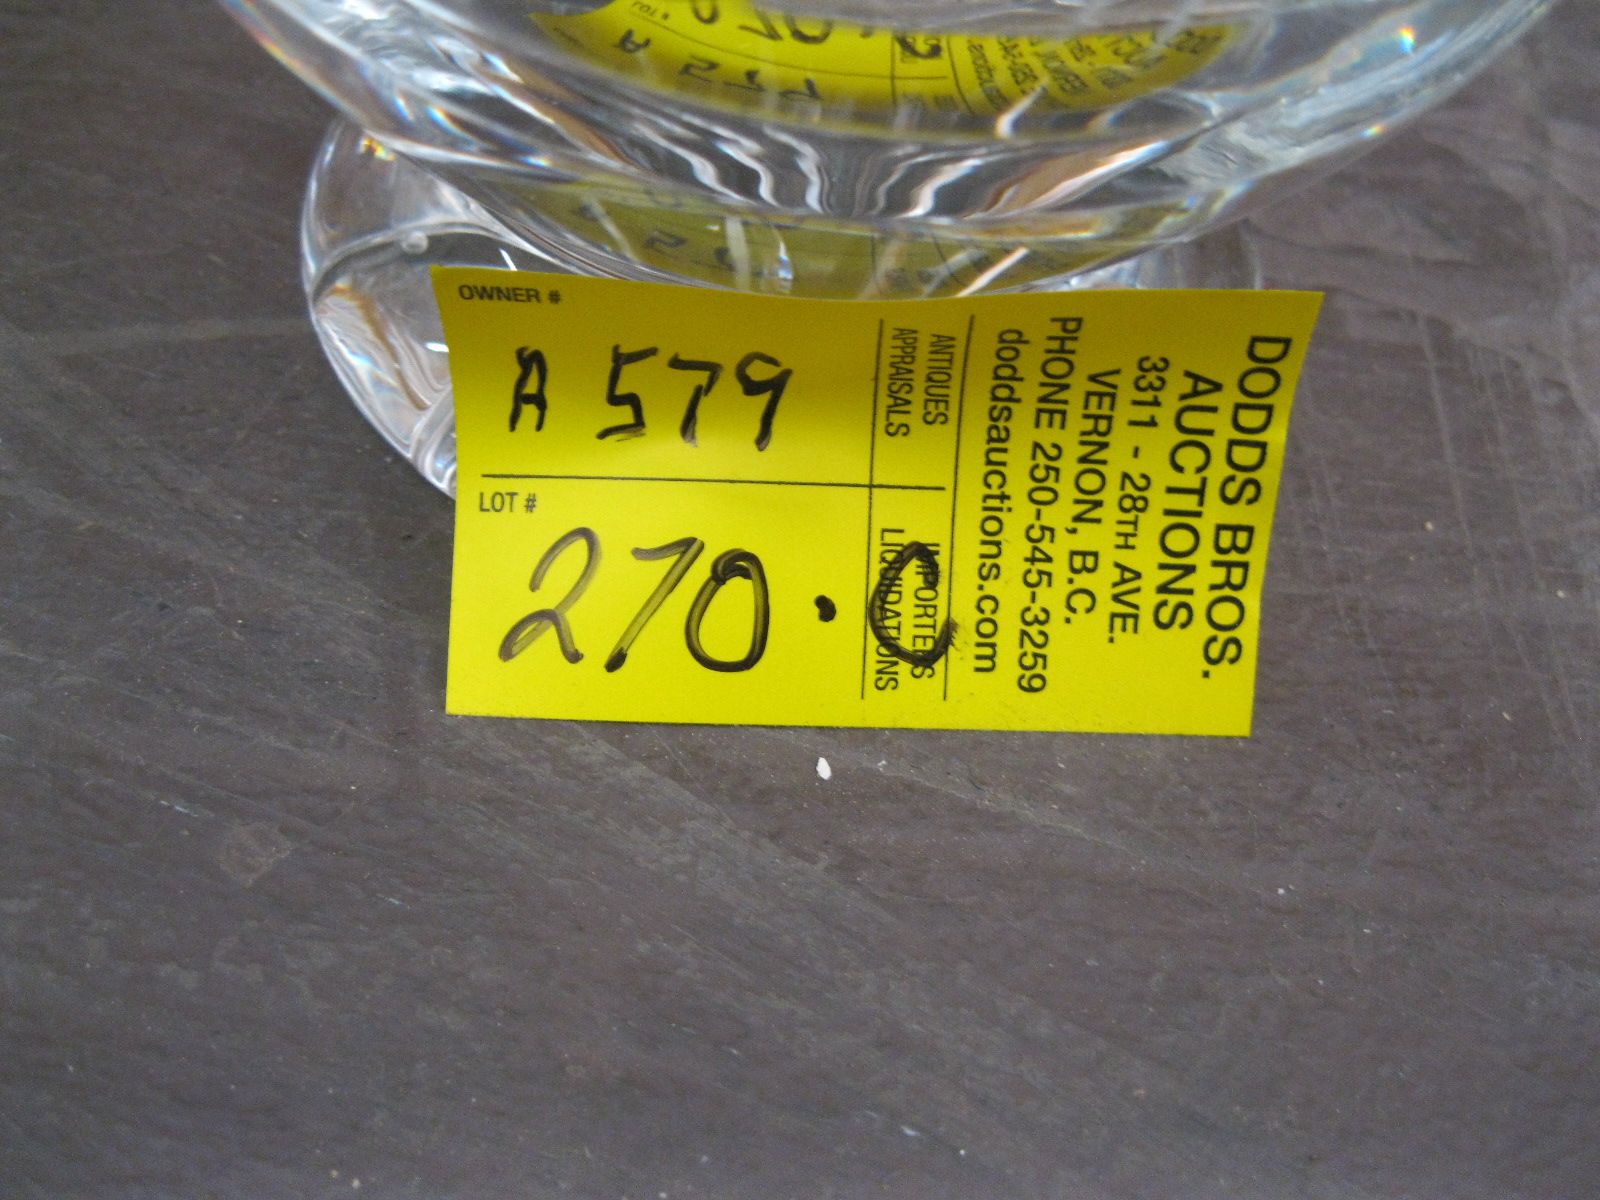 OWNER #
A 579
LOT #
270.0
ANTIQUES
APPRAISALS
IMPORTERS
LIQUIDATIONS
DODDS BROS.
AUCTIONS
3311 - 28TH AVE.
VERNON, B.C.
PHONE 250-545-3259
doddsauctions.com